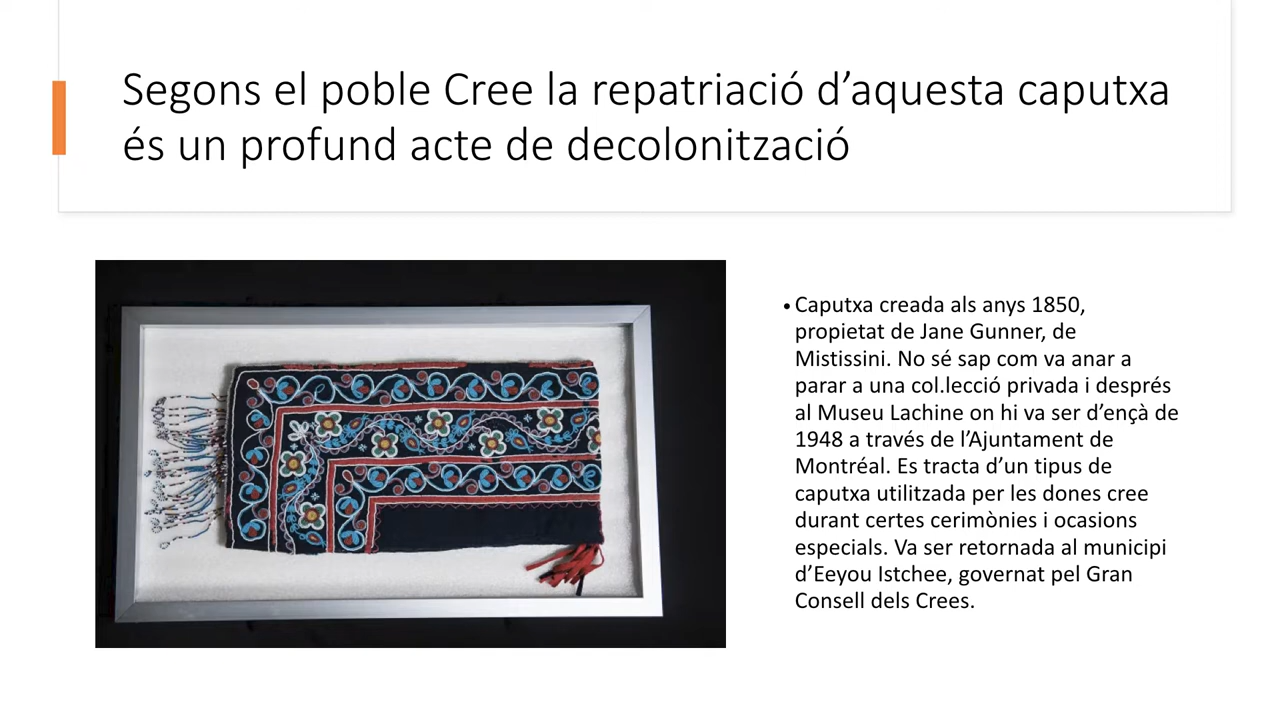 Segons el poble Cree la repatriació d’aquesta caputxa
és un profund acte de decolonització
• Caputxa creada als anys 1850,
propietat de Jane Gunner, de
Mistissini. No sé sap com va anar a
parar a una col.lecció privada i després
al Museu Lachine on hi va ser d’ençà de
1948 a través de l’Ajuntament de
Montréal. Es tracta d’un tipus de
caputxa utilitzada per les dones cree
durant certes cerimònies i ocasions
especials. Va ser retornada al municipi
d’Eeyou Istchee, governat pel Gran
Consell dels Crees.